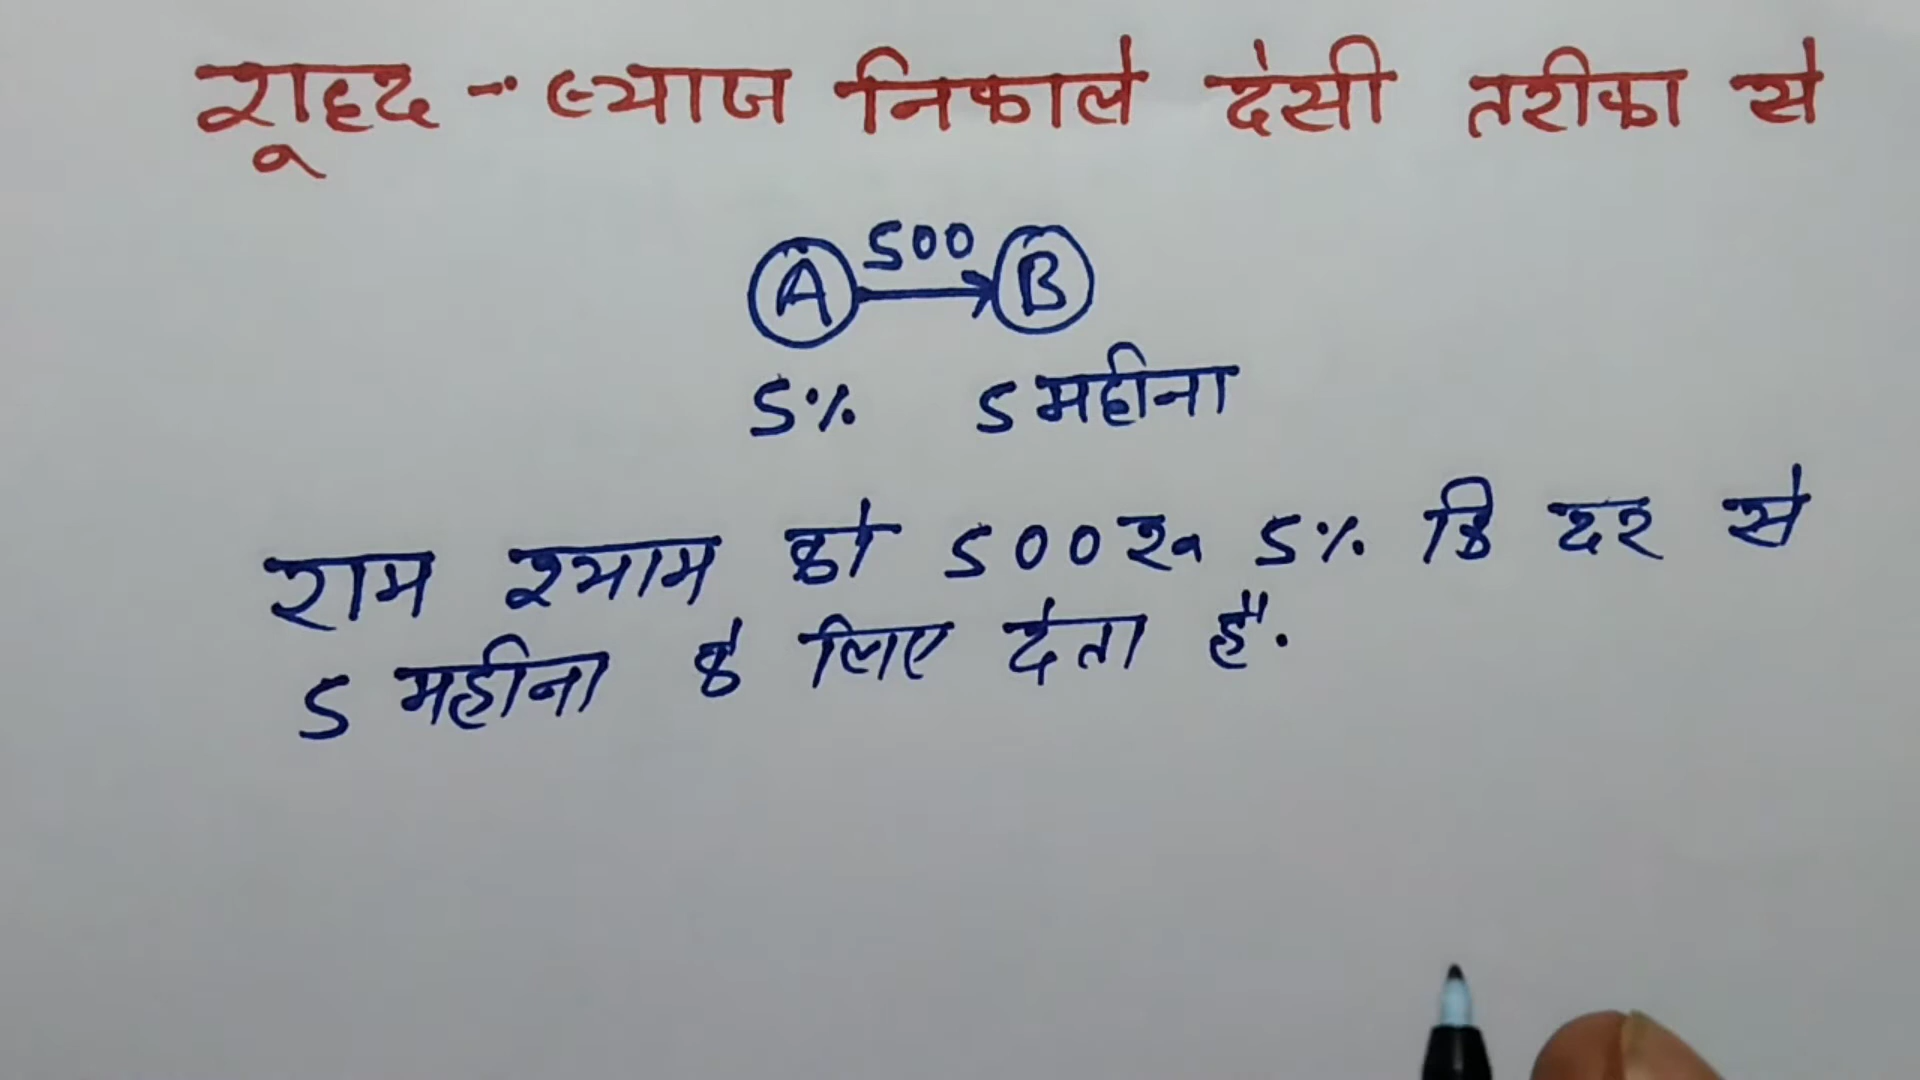 शूद्द - ब्याज निकाले देसी तरीका से
A 500 B
5% 5 महीना
राम श्याम को 500 रु० 5% कि दर से
5 महीना के लिए देता है.